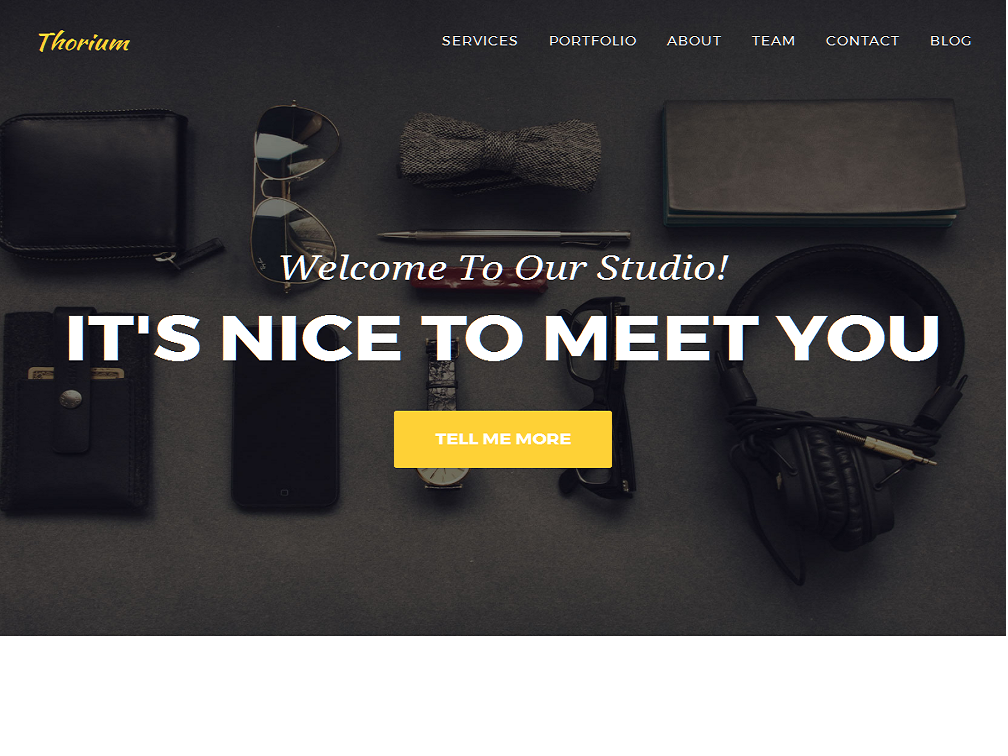 Thorium
SERVICES PORTFOLIO ABOUT TEAM CONTACT BLOG
Welcome To Our Studio!
IT'S NICE TO MEET YOU
TELL ME MORE